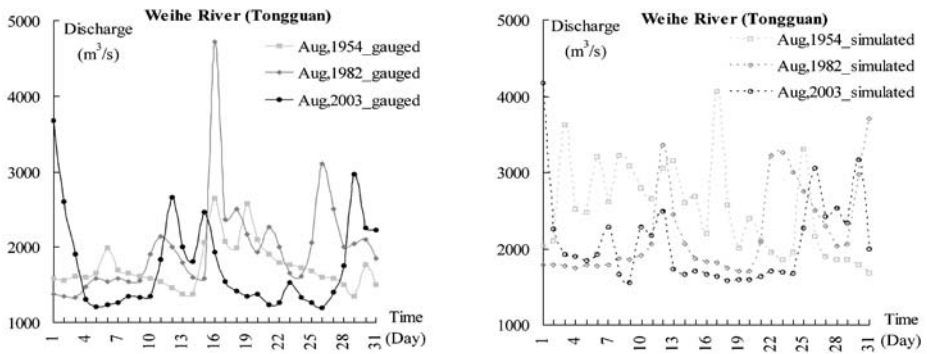 Weihe River (Tongguan)
Discharge
(m³/s)
Aug,1954_gauged
Aug,1982_gauged
Aug,2003_gauged
5000
4000
3000
2000
1000
1
4
7
10
13
16
19
22
25
28
31
Time
(Day)
Weihe River (Tongguan)
Discharge
(m³/s)
Aug,1954_simulated
Aug,1982_simulated
Aug,2003_simulated
5000
4000
3000
2000
1000
1
4
7
10
13
16
19
22
25
28
31
Time
(Day)